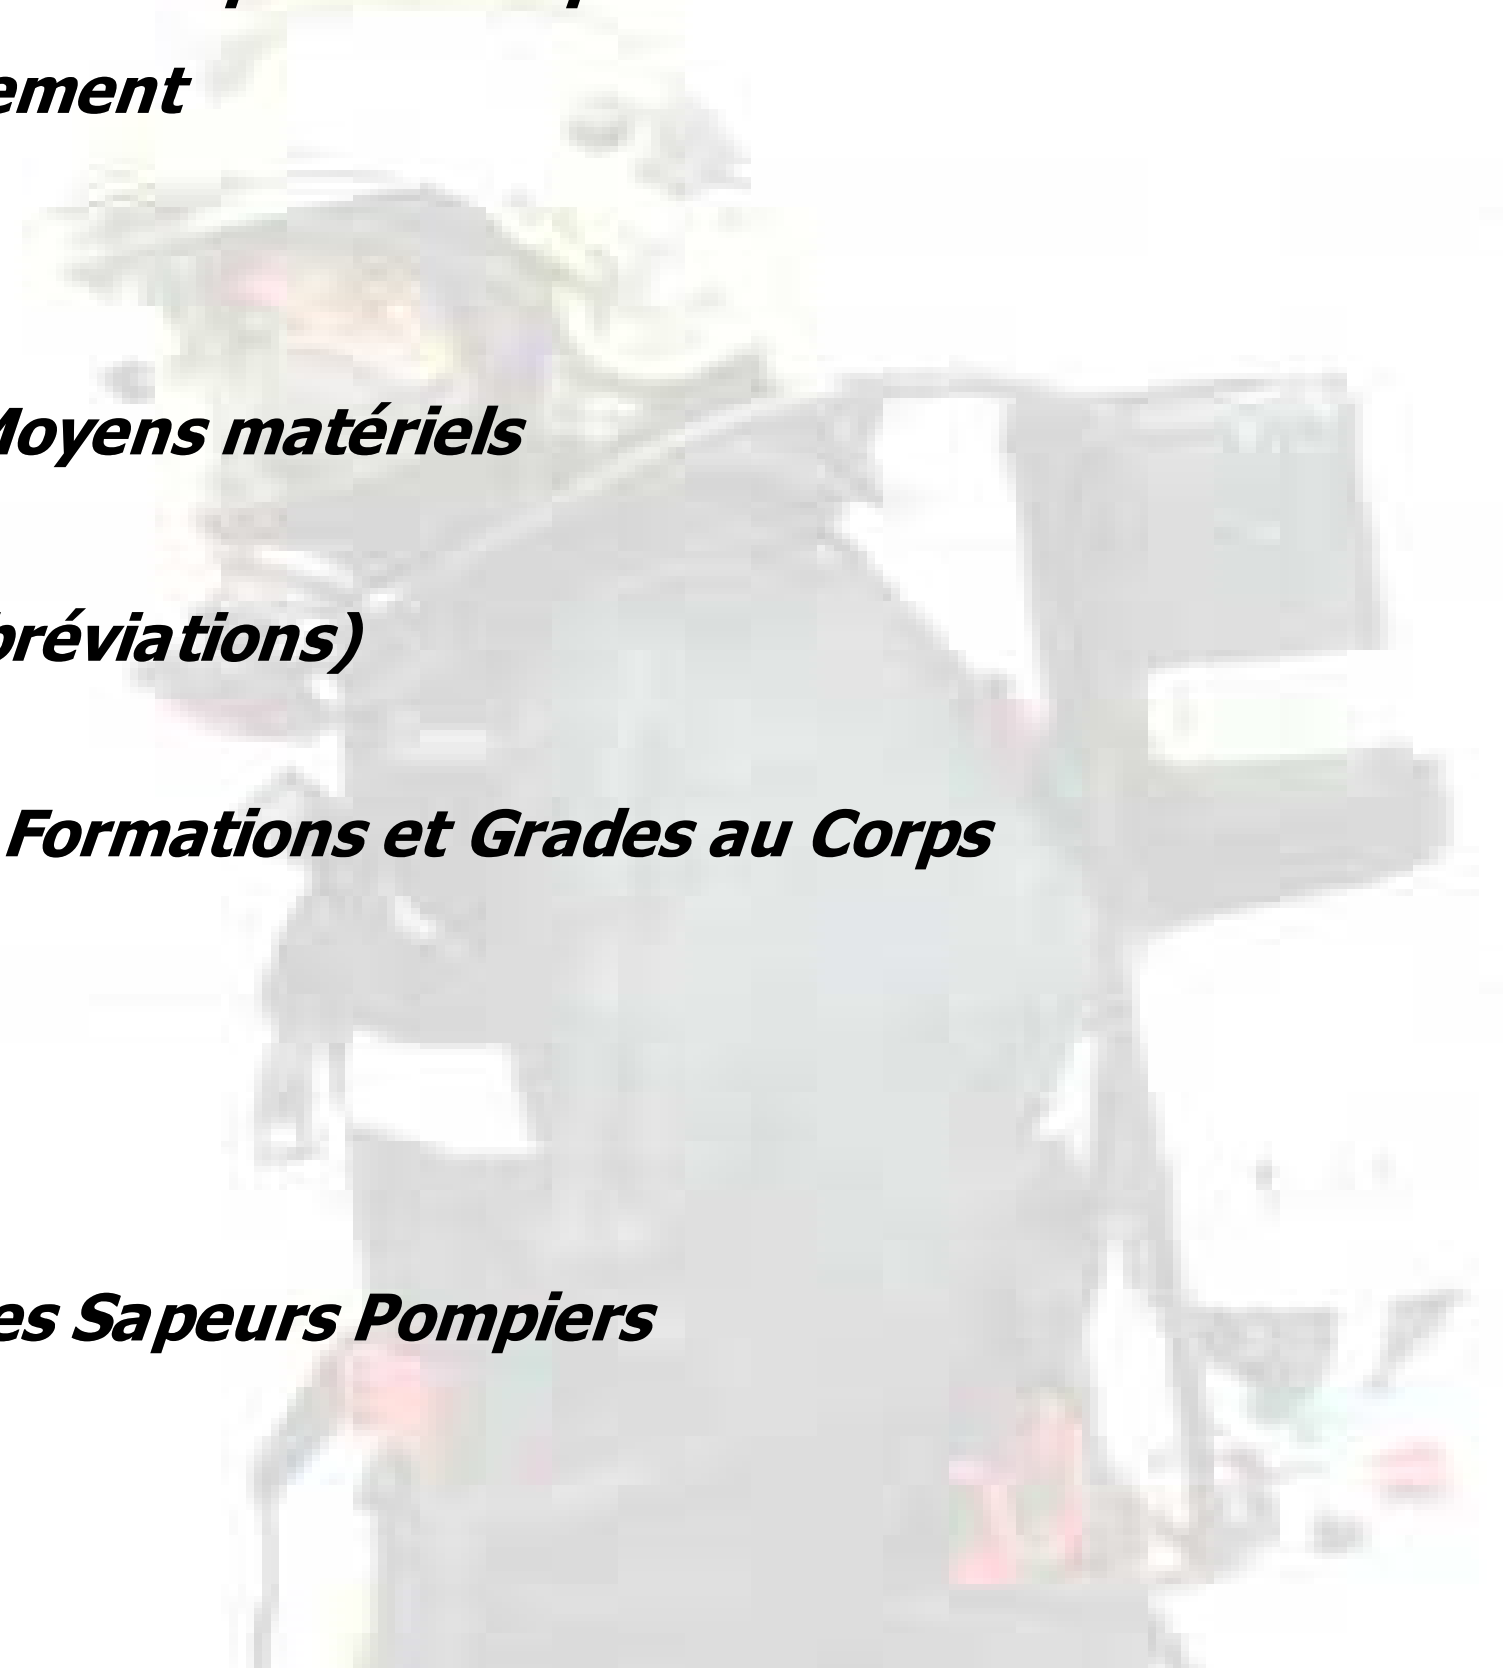 ement
Moyens matériels
bréviations)
Formations et Grades au Corps
es Sapeurs Pompiers